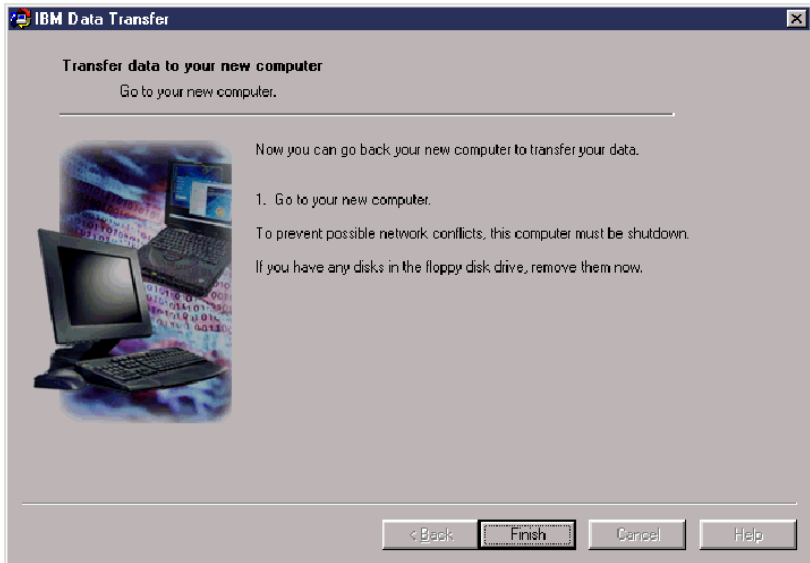 IBM Data Transfer
Transfer data to your new computer
Go to your new computer.
Now you can go back your new computer to transfer your data.
1. Go to your new computer.
To prevent possible network conflicts, this computer must be shutdown.
If you have any disks in the floppy disk drive, remove them now.
< Back
Finish
Cancel
Help